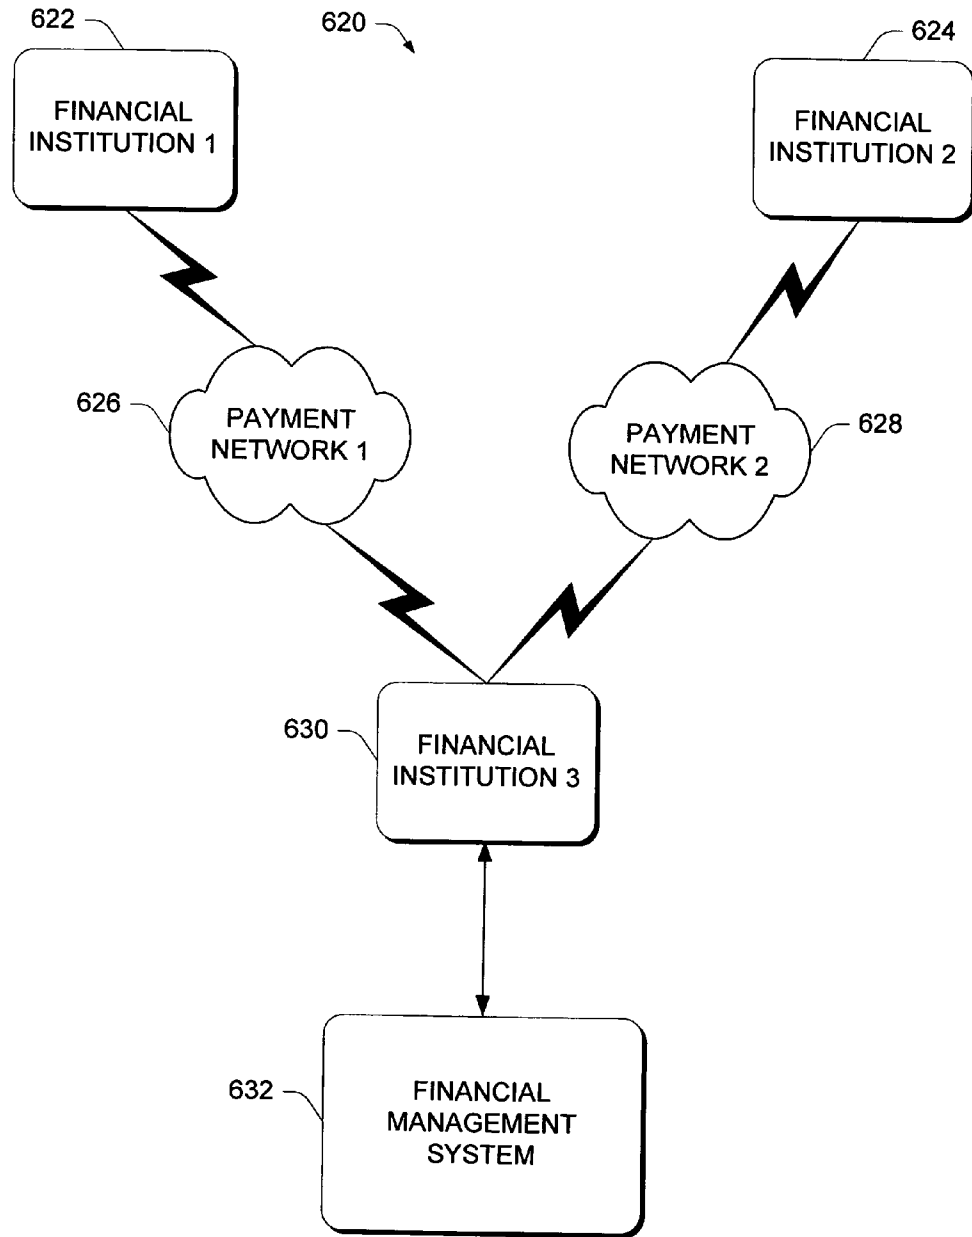 622
620
624
FINANCIAL
INSTITUTION 1
FINANCIAL
INSTITUTION 2
626
PAYMENT
NETWORK 1
PAYMENT
NETWORK 2
628
630
FINANCIAL
INSTITUTION 3
632
FINANCIAL
MANAGEMENT
SYSTEM